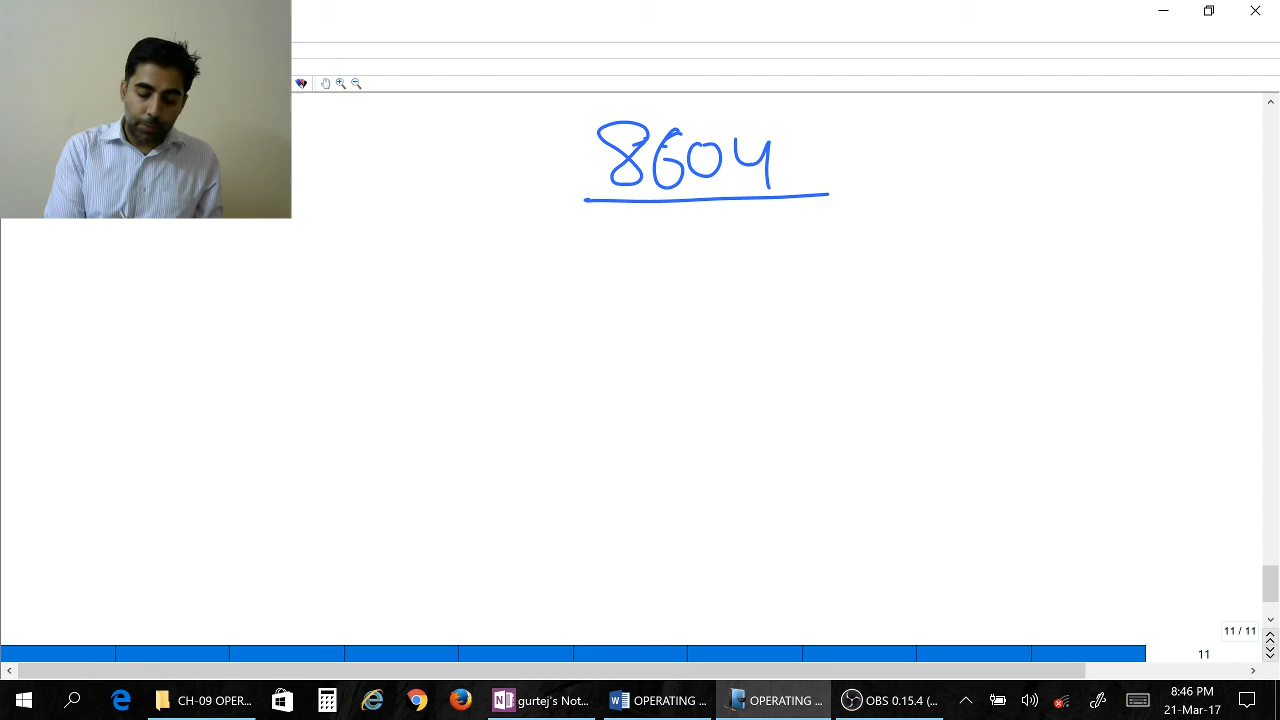 8604
11 / 11
11
CH-09 OPER...
gurtej's Not...
OPERATING ...
OPERATING ...
OBS 0.15.4 (...
8:46 PM
21-Mar-17